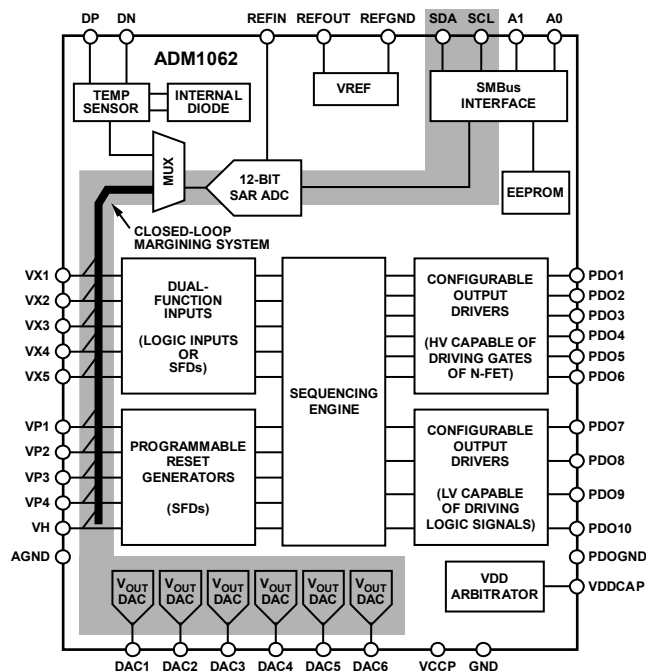 DP DN REFIN REFOUT REFGND SDA SCL A1 A0
ADM1062
TEMP
SENSOR
INTERNAL
DIODE
VREF
SMBus
INTERFACE
MUX
12-BIT
SAR ADC
EEPROM
CLOSED-LOOP
MARGINING SYSTEM
VX1
VX2
VX3
VX4
VX5
DUAL-
FUNCTION
INPUTS
(LOGIC INPUTS
OR
SFDs)
SEQUENCING
ENGINE
CONFIGURABLE
OUTPUT
DRIVERS
(HV CAPABLE OF
DRIVING GATES
OF N-FET)
PDO1
PDO2
PDO3
PDO4
PDO5
PDO6
VP1
VP2
VP3
VP4
VH
AGND
PROGRAMMABLE
RESET
GENERATORS
(SFDs)
CONFIGURABLE
OUTPUT
DRIVERS
(LV CAPABLE
OF DRIVING
LOGIC SIGNALS)
PDO7
PDO8
PDO9
PDO10
PDOGND
VDDCAP
VDD
ARBITRATOR
VOUT
DAC
VOUT
DAC
VOUT
DAC
VOUT
DAC
VOUT
DAC
VOUT
DAC
DAC1 DAC2 DAC3 DAC4 DAC5 DAC6 VCCP GND